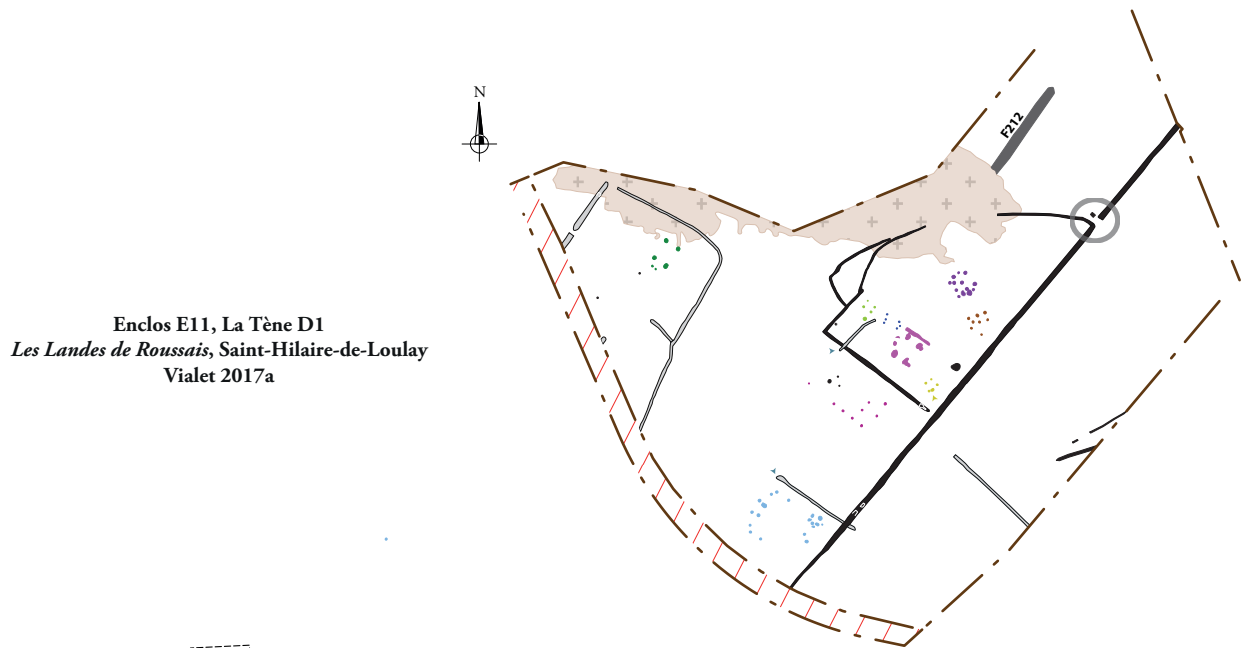 N
F212
Enclos E11, La Tène D1
Les Landes de Roussais, Saint-Hilaire-de-Loulay
Vialet 2017a